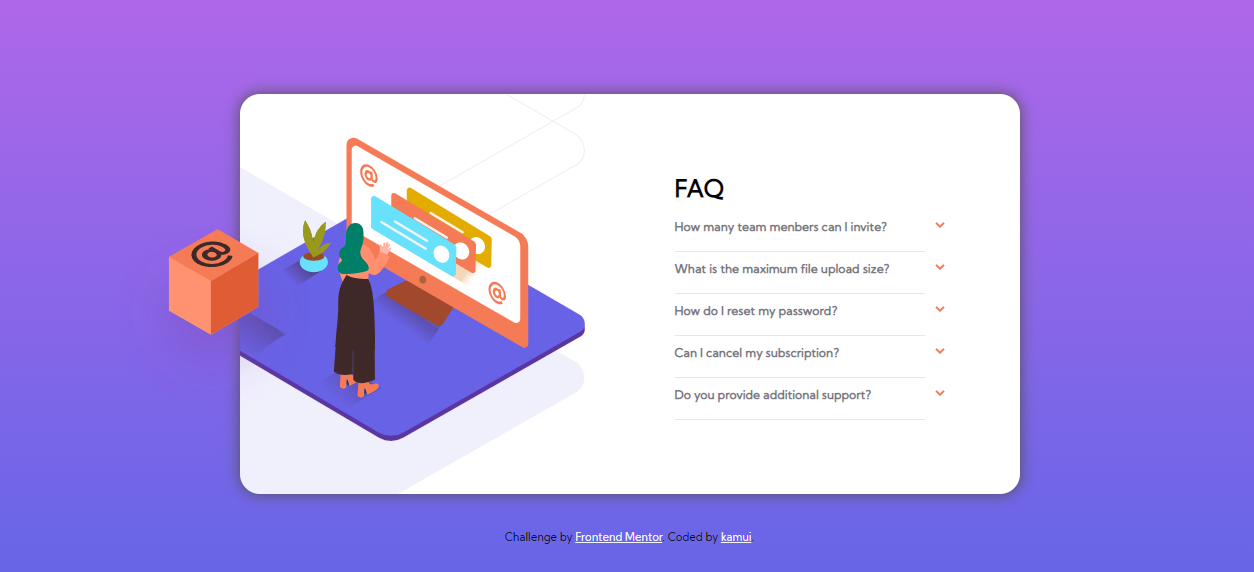 FAQ
How many team menbers can I invite?
What is the maximum file upload size?
How do I reset my password?
Can I cancel my subscription?
Do you provide additional support?
Challenge by Frontend Mentor. Coded by kamui